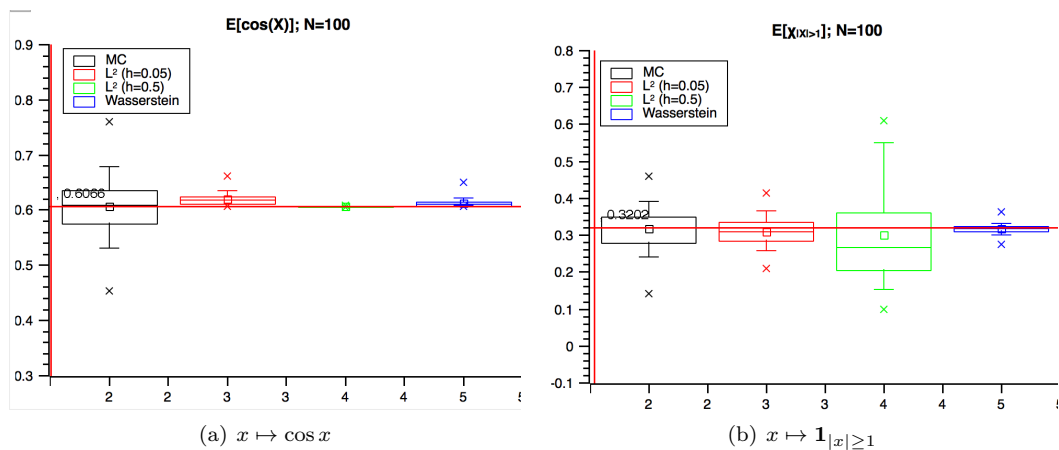 E[cos(X)]; N=100
0.9
0.8
0.7
0.6
0.5
0.4
0.3
MC
L² (h=0.05)
L² (h=0.5)
Wasserstein
0.6066
2 2 3 3 4 4 5 5
(a) x ↦ cos x
E[χ|X|>1]; N=100
0.8
0.7
0.6
0.5
0.4
0.3
0.2
0.1
0
-0.1
MC
L² (h=0.05)
L² (h=0.5)
Wasserstein
0.3202
2 2 3 3 4 4 5 5
(b) x ↦ 1|x|≥1